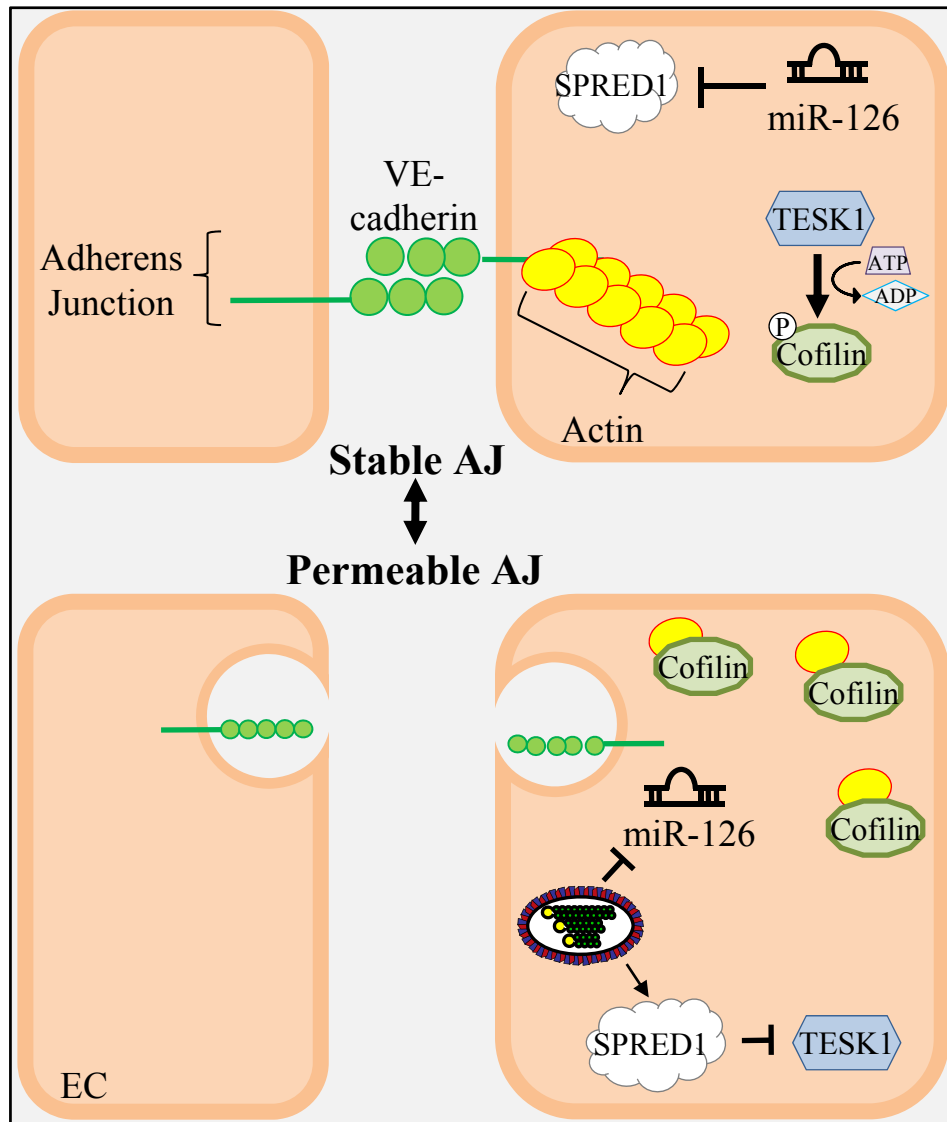 SPRED1
miR-126
VE-
cadherin
TESK1
Adherens
Junction
ATP
ADP
P
Cofilin
Actin
Stable AJ
Permeable AJ
Cofilin
Cofilin
Cofilin
miR-126
SPRED1
TESK1
EC